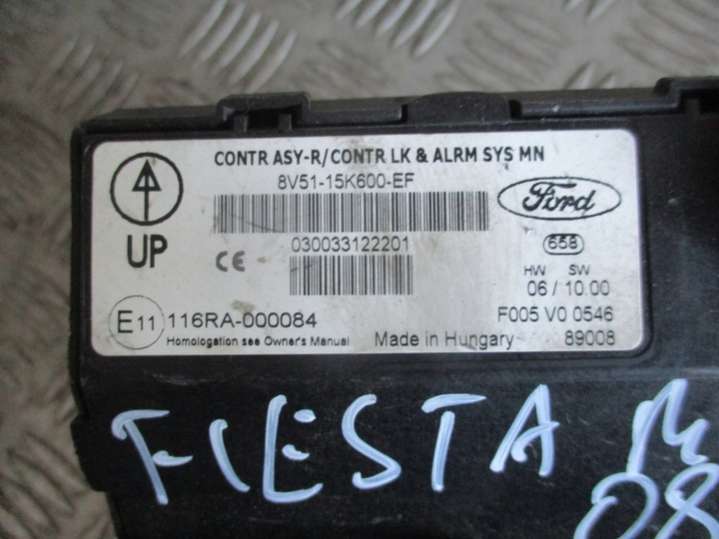 CONTR ASY-R/CONTR LK & ALRM SYS MN
8V51-15K600-EF
Ford
UP
CE
030033122201
658
HW SW
06 / 10.00
E11 116RA-000084
F005 V0 0546
Homologation see Owner's Manual
Made in Hungary
89008
FIESTA M
08